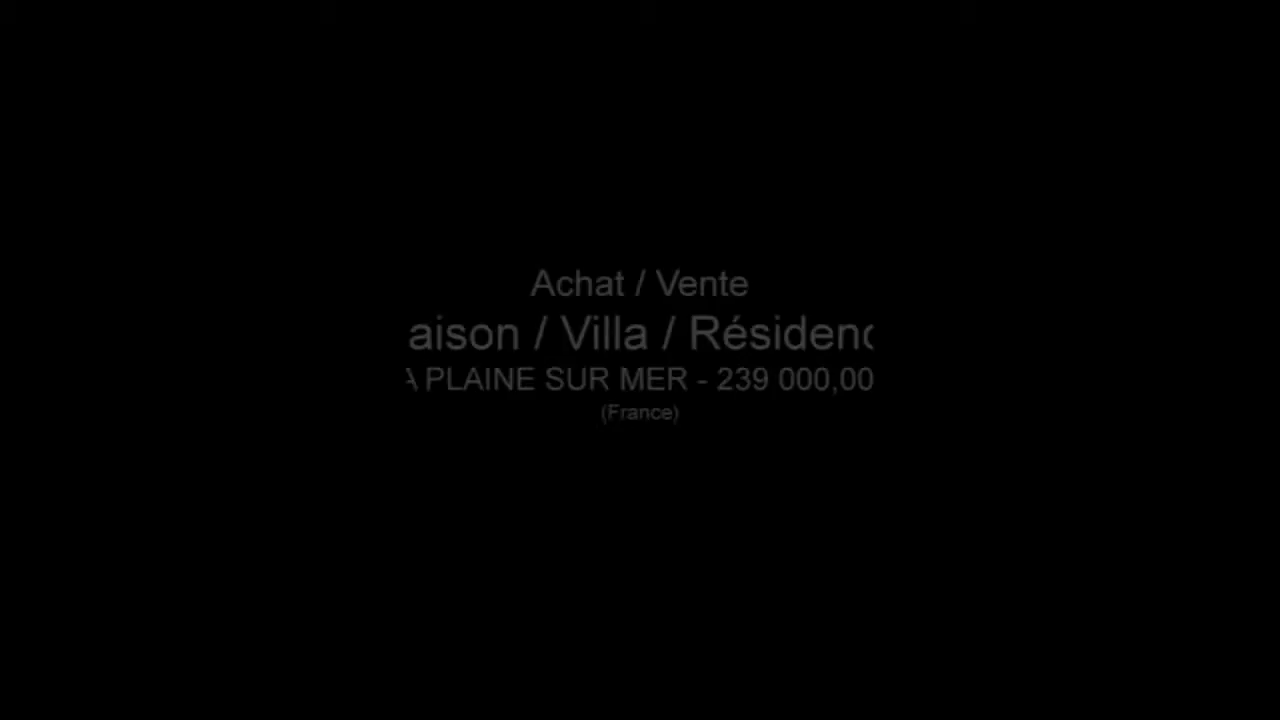 Achat / Vente
aison / Villa / Résidenc
A PLAINE SUR MER - 239 000,00
(France)